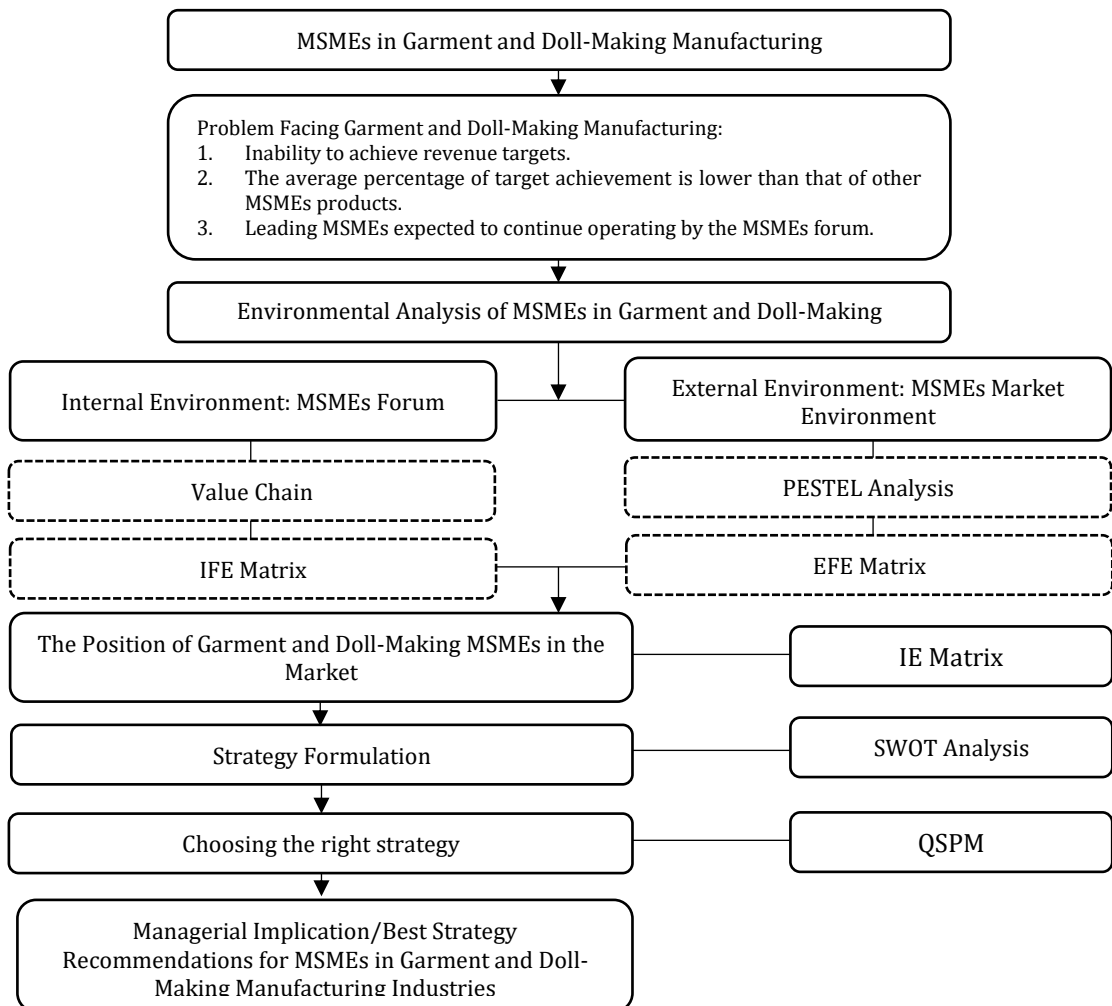 MSMEs in Garment and Doll-Making Manufacturing
Problem Facing Garment and Doll-Making Manufacturing:
1. Inability to achieve revenue targets.
2. The average percentage of target achievement is lower than that of other
MSMEs products.
3. Leading MSMEs expected to continue operating by the MSMEs forum.
Environmental Analysis of MSMEs in Garment and Doll-Making
Internal Environment: MSMEs Forum
External Environment: MSMEs Market
Environment
Value Chain
PESTEL Analysis
IFE Matrix
EFE Matrix
The Position of Garment and Doll-Making MSMEs in the
Market
IE Matrix
Strategy Formulation
SWOT Analysis
Choosing the right strategy
QSPM
Managerial Implication/Best Strategy
Recommendations for MSMEs in Garment and Doll-
Making Manufacturing Industries